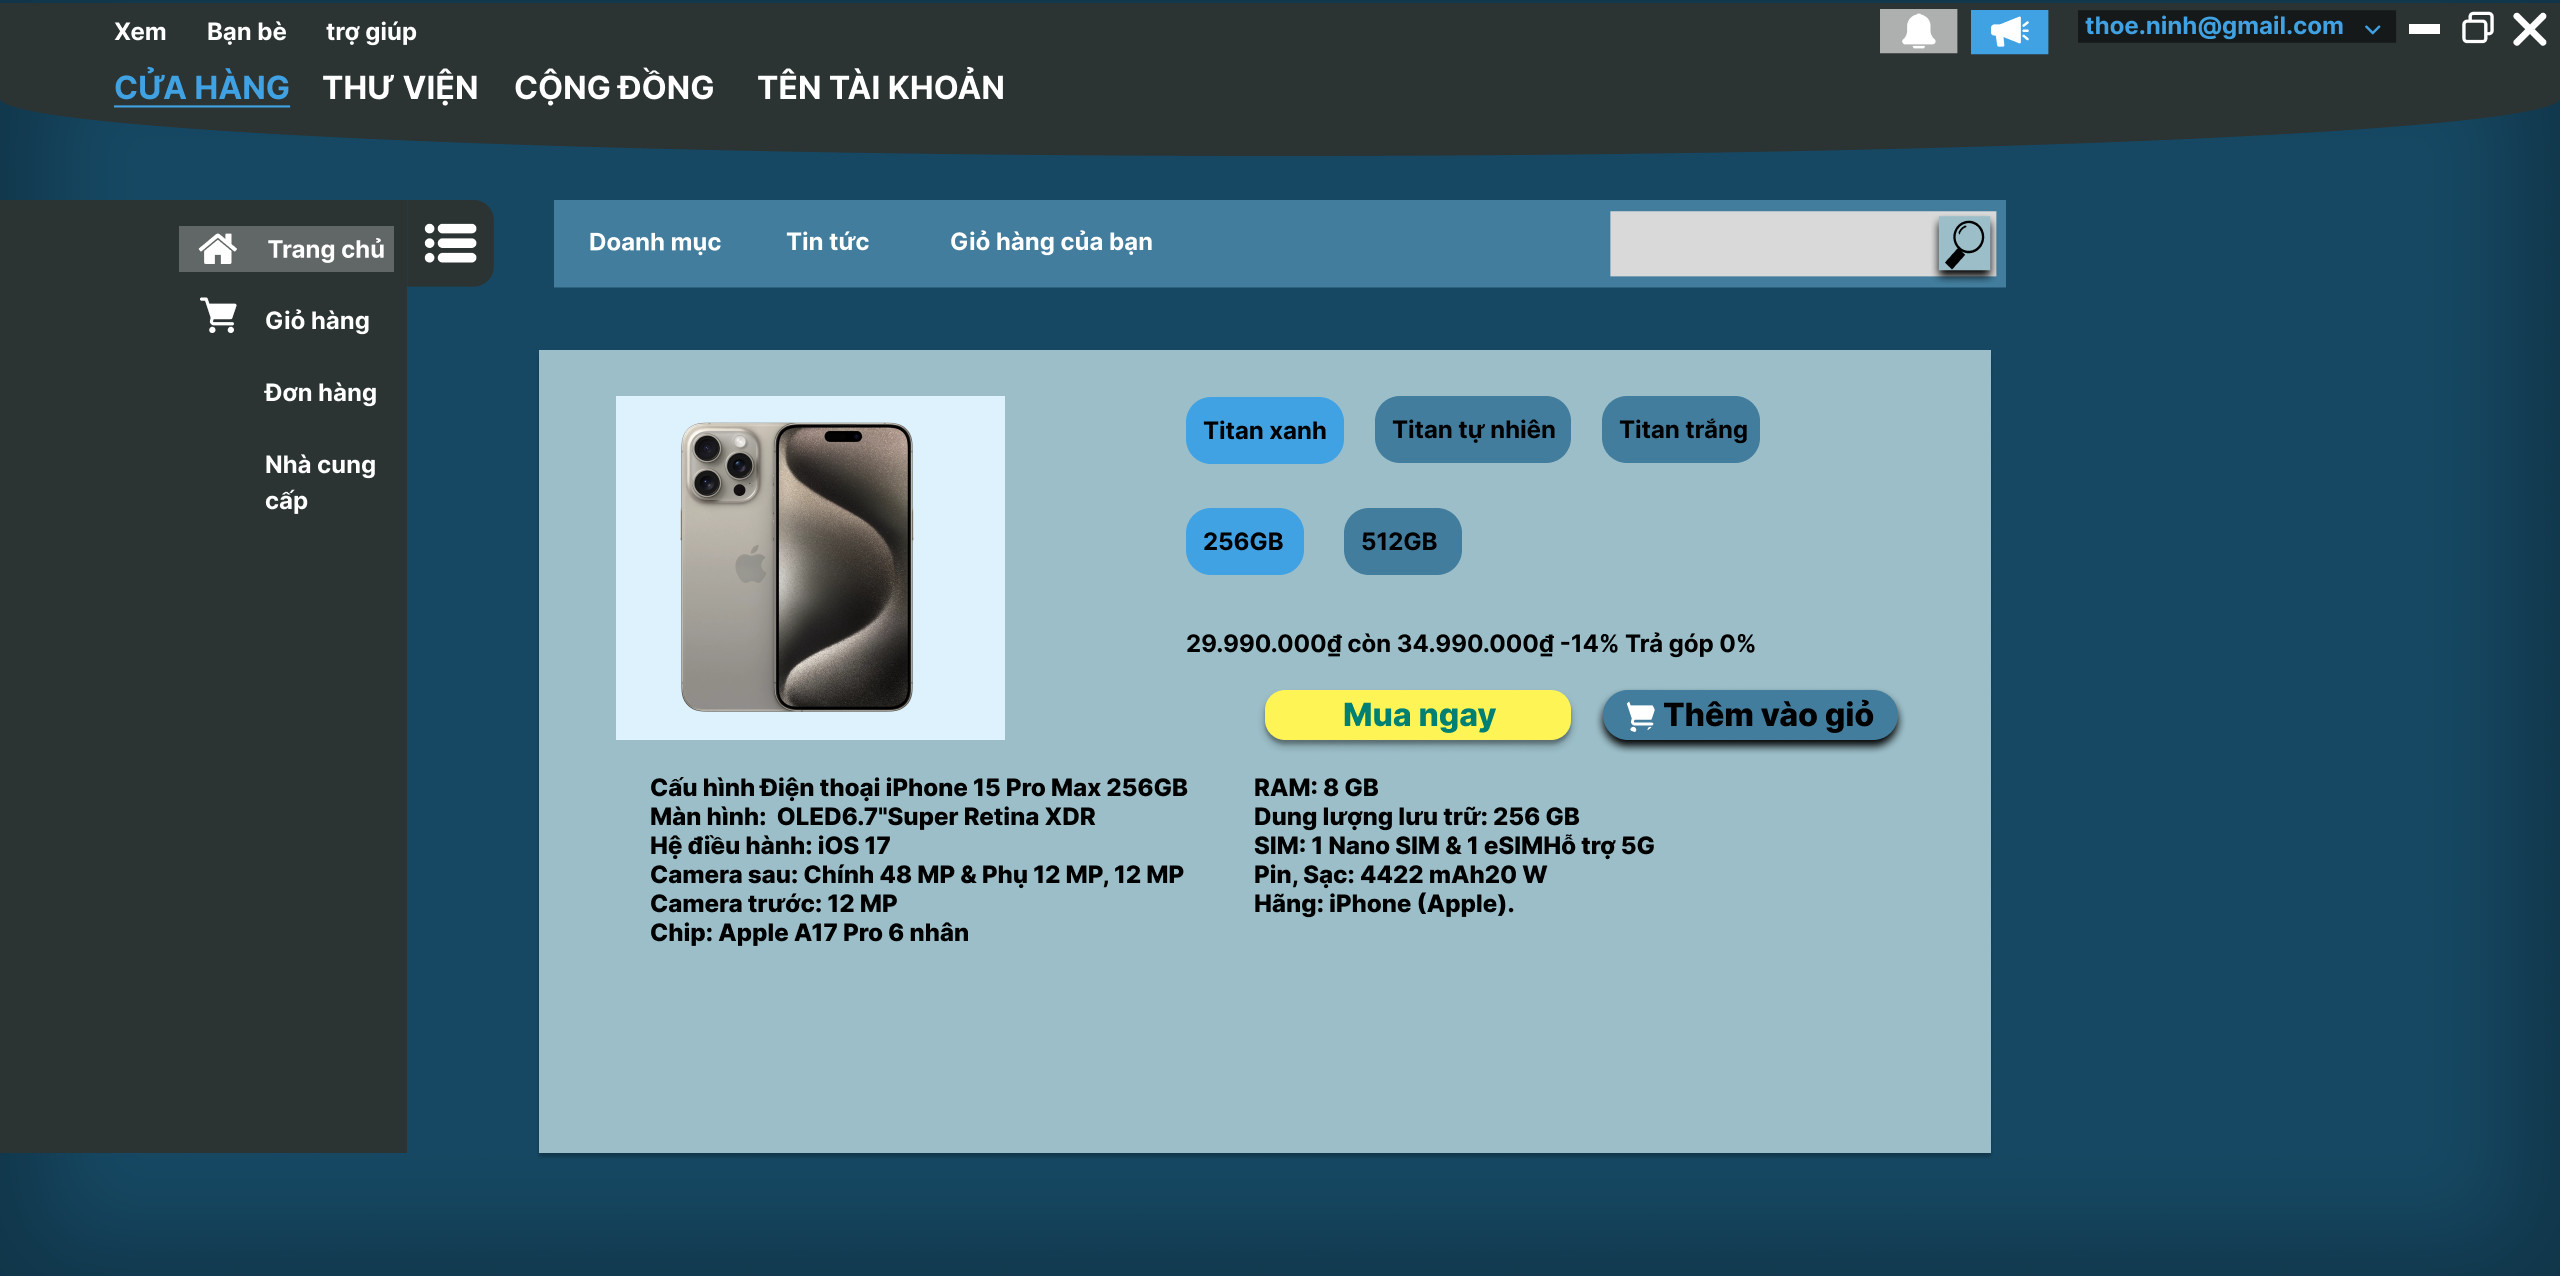 Xem Bạn bè trợ giúp
thoe.ninh@gmail.com
CỬA HÀNG THƯ VIỆN CỘNG ĐỒNG TÊN TÀI KHOẢN
Trang chủ
Giỏ hàng
Đơn hàng
Nhà cung
cấp
Doanh mục Tin tức Giỏ hàng của bạn
Titan xanh Titan tự nhiên Titan trắng
256GB 512GB
29.990.000₫ còn 34.990.000₫ -14% Trả góp 0%
Mua ngay Thêm vào giỏ
Cấu hình Điện thoại iPhone 15 Pro Max 256GB
Màn hình: OLED6.7"Super Retina XDR
Hệ điều hành: iOS 17
Camera sau: Chính 48 MP & Phụ 12 MP, 12 MP
Camera trước: 12 MP
Chip: Apple A17 Pro 6 nhân
RAM: 8 GB
Dung lượng lưu trữ: 256 GB
SIM: 1 Nano SIM & 1 eSIMHỗ trợ 5G
Pin, Sạc: 4422 mAh20 W
Hãng: iPhone (Apple).